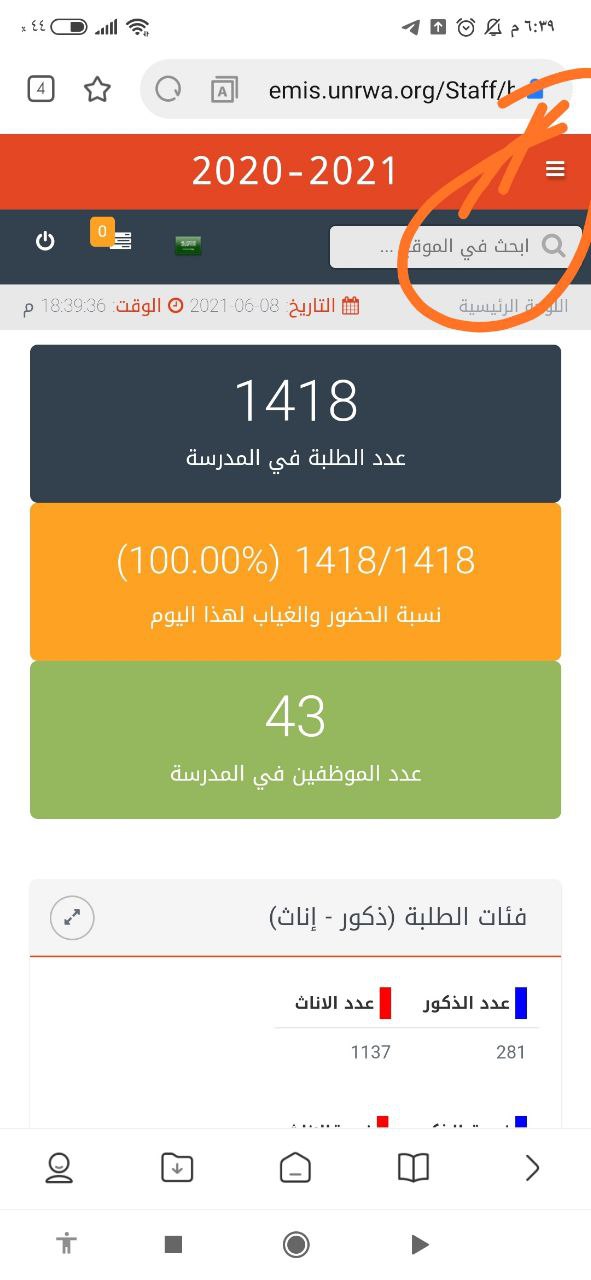 ٤٤ ٦:٣٩ م
4 A emis.unrwa.org/Staff/h
2020-2021
0 ابحث في الموقع ...
اللوحة الرئيسية التاريخ: 2021-06-08 الوقت: 18:39:36 م
1418
عدد الطلبة في المدرسة
1418/1418 (100.00%)
نسبة الحضور والغياب لهذا اليوم
43
عدد الموظفين في المدرسة
فئات الطلبة (ذكور - إناث)
عدد الذكور عدد الاناث
281 1137